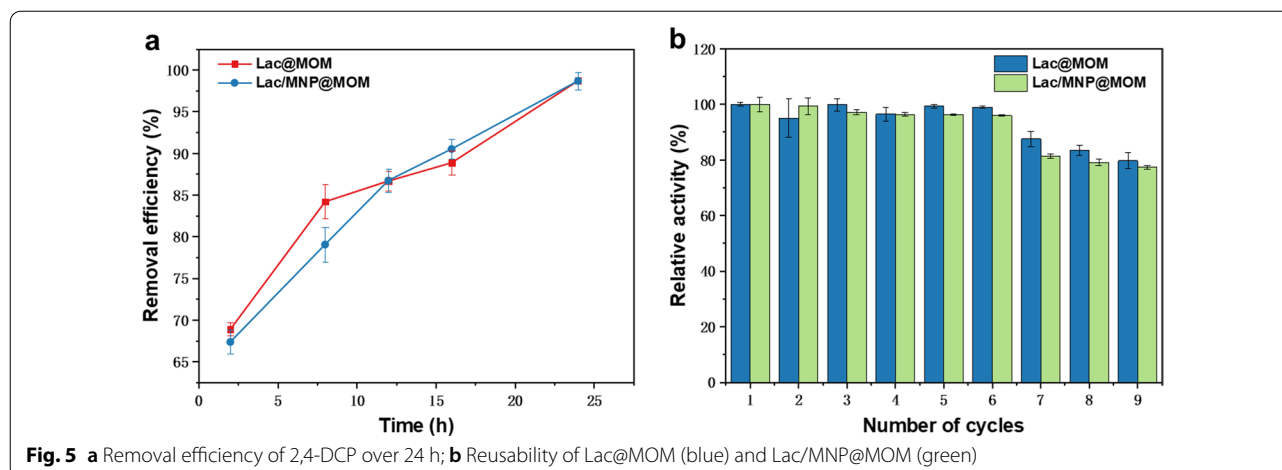 a
Lac@MOM
Lac/MNP@MOM
Removal efficiency (%)
100
95
90
85
80
75
70
65
0 5 10 15 20 25
Time (h)
b
Lac@MOM
Lac/MNP@MOM
Relative activity (%)
120
100
80
60
40
20
0
1 2 3 4 5 6 7 8 9
Number of cycles
Fig. 5 a Removal efficiency of 2,4-DCP over 24 h; b Reusability of Lac@MOM (blue) and Lac/MNP@MOM (green)